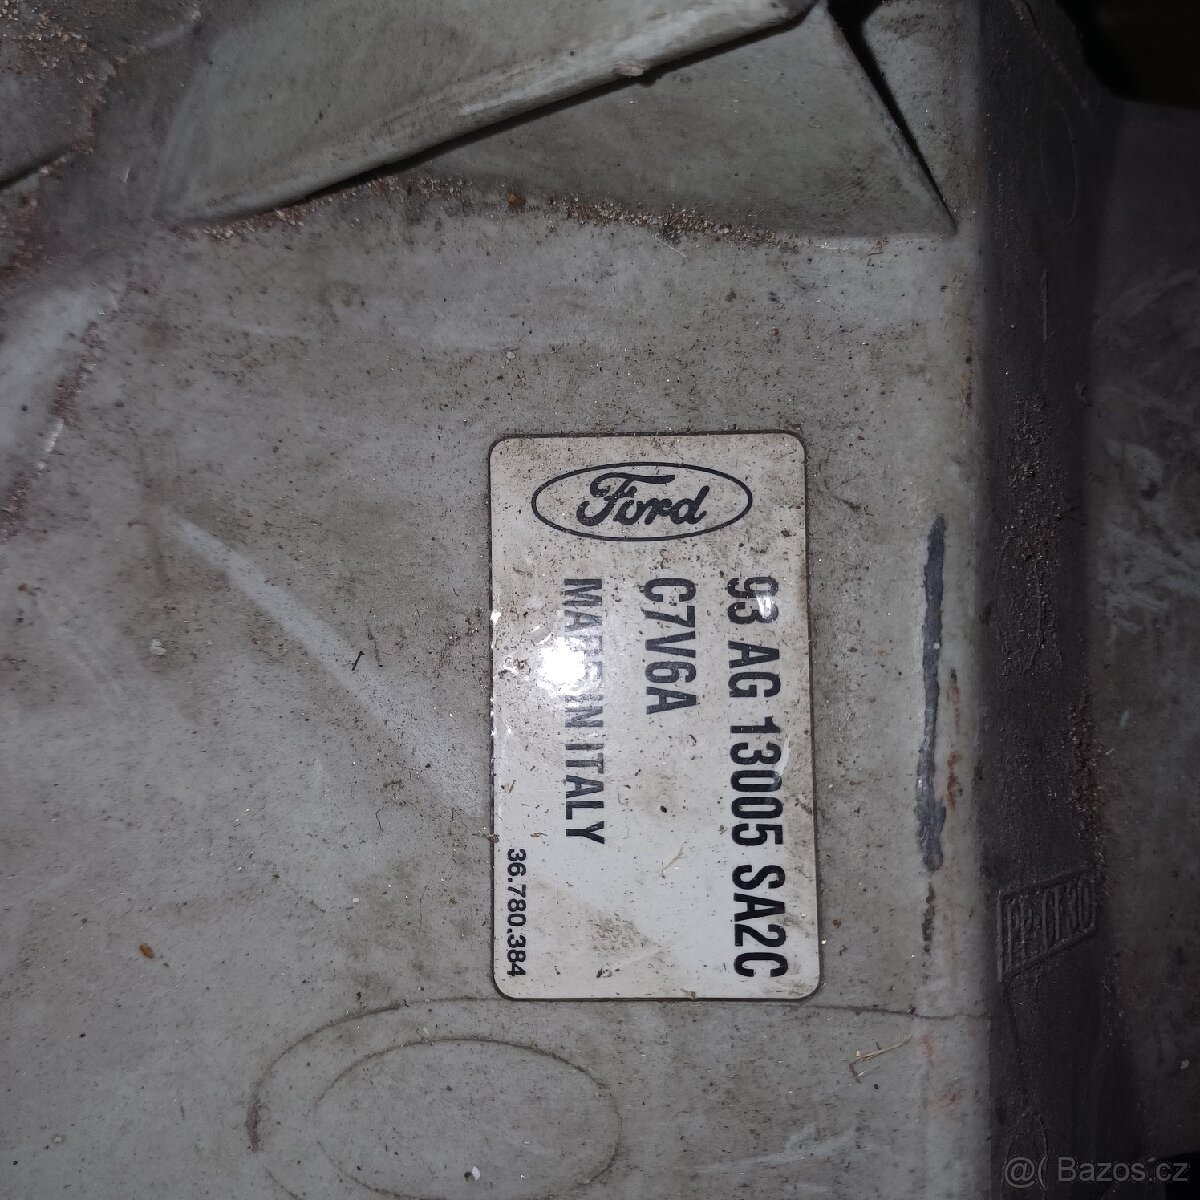 Ford
93 AG 13005 SA2C
C7V6A
MADE IN ITALY
36.780.384
@( Bazos.cz